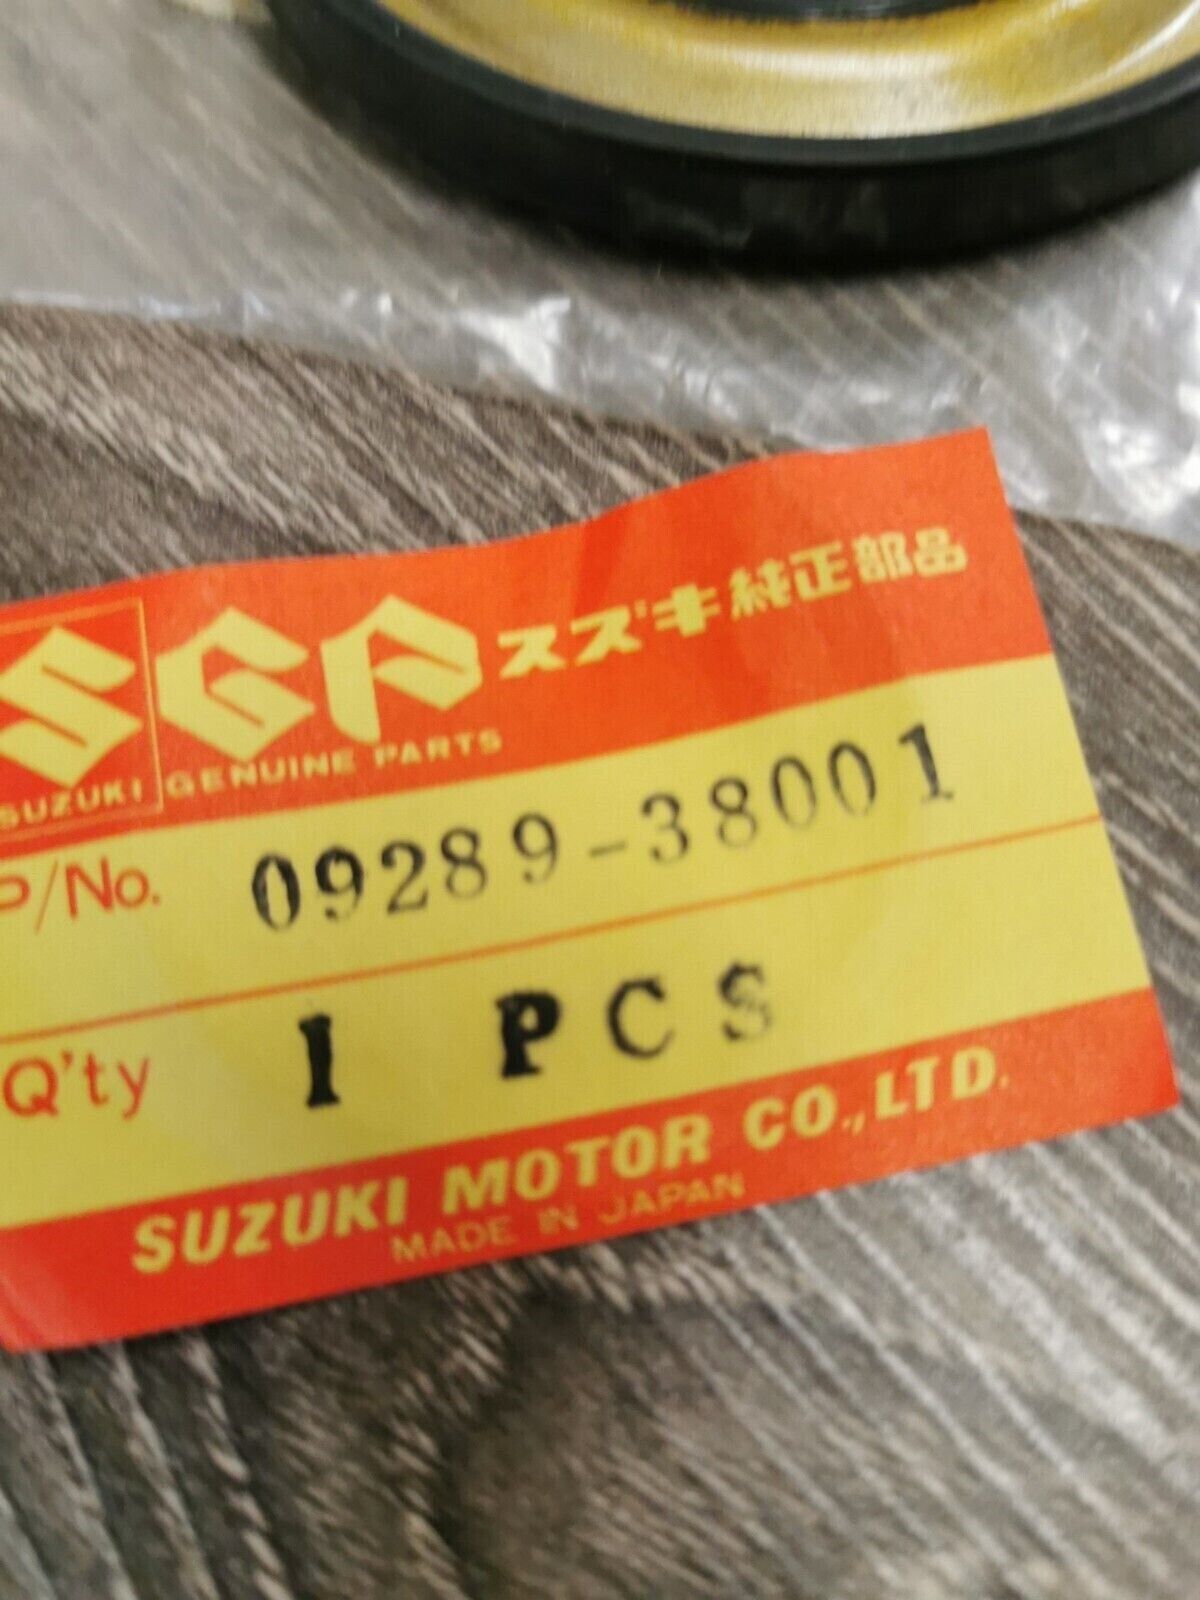 SGP スズキ純正部品
SUZUKI GENUINE PARTS
P/No. 09289-38001
Q'ty 1 PCS
SUZUKI MOTOR CO.,LTD.
MADE IN JAPAN